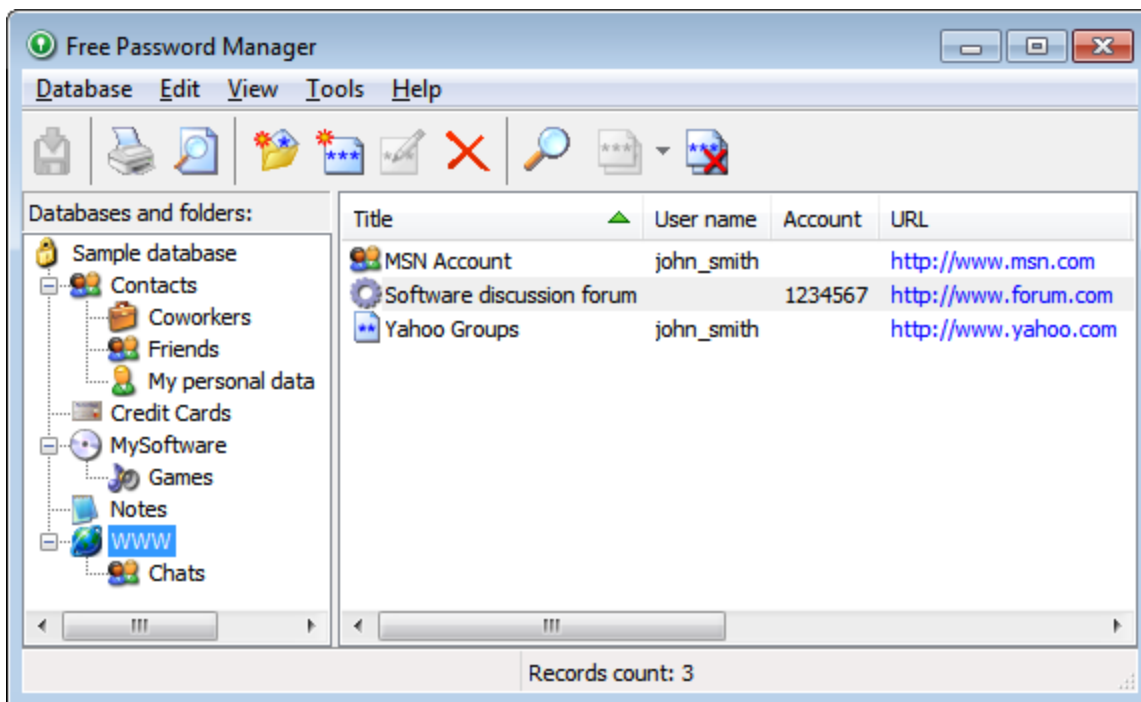 Free Password Manager
Database Edit View Tools Help
Databases and folders:
Sample database
Contacts
Coworkers
Friends
My personal data
Credit Cards
MySoftware
Games
Notes
WWW
Chats
Title User name Account URL
MSN Account john_smith http://www.msn.com
Software discussion forum 1234567 http://www.forum.com
Yahoo Groups john_smith http://www.yahoo.com
Records count: 3